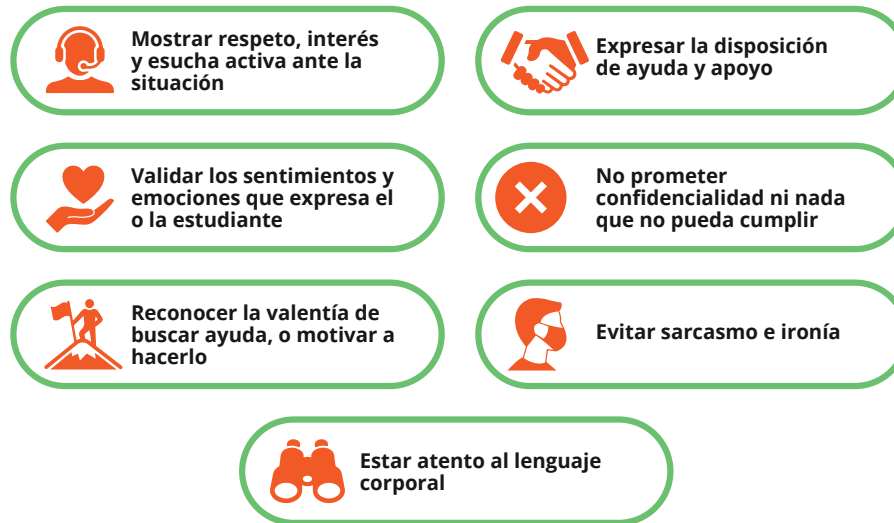 Mostrar respeto, interés
y escucha activa ante la
situación
Expresar la disposición
de ayuda y apoyo
Validar los sentimientos y
emociones que expresa el
o la estudiante
No prometer
confidencialidad ni nada
que no pueda cumplir
Reconocer la valentía de
buscar ayuda, o motivar a
hacerlo
Evitar sarcasmo e ironía
Estar atento al lenguaje
corporal